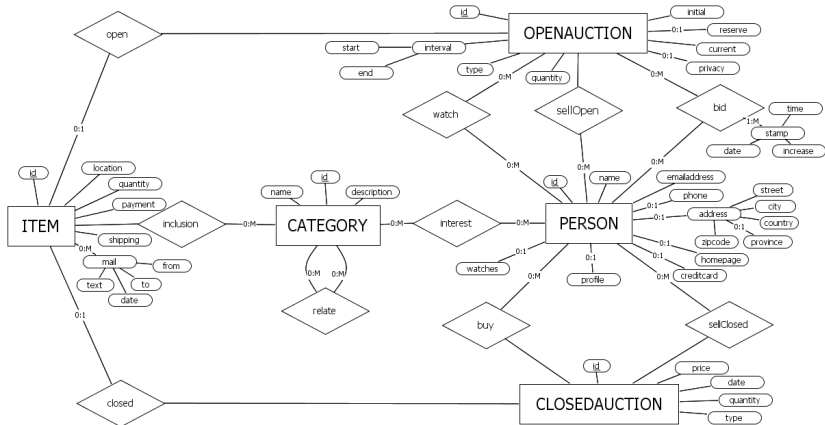 id
initial
open
OPENAUCTION
0:1
reserve
start
interval
current
0:1
privacy
end
type
quantity
0:M
0:M
watch
sellOpen
bid
time
1:M
stamp
date
increase
0:1
0:M
0:M
0:M
id
location
quantity
payment
ITEM
inclusion
0:M
shipping
0:M
mail
from
text
to
date
name
id
description
CATEGORY
0:M
0:M
0:M
relate
interest
0:M
id
name
emailaddress
0:1
phone
PERSON
0:1
address
street
city
country
zipcode
0:1
province
0:1
homepage
0:1
creditcard
0:1
watches
0:1
profile
0:M
0:M
buy
sellClosed
0:1
closed
id
price
date
CLOSEDAUCTION
quantity
type